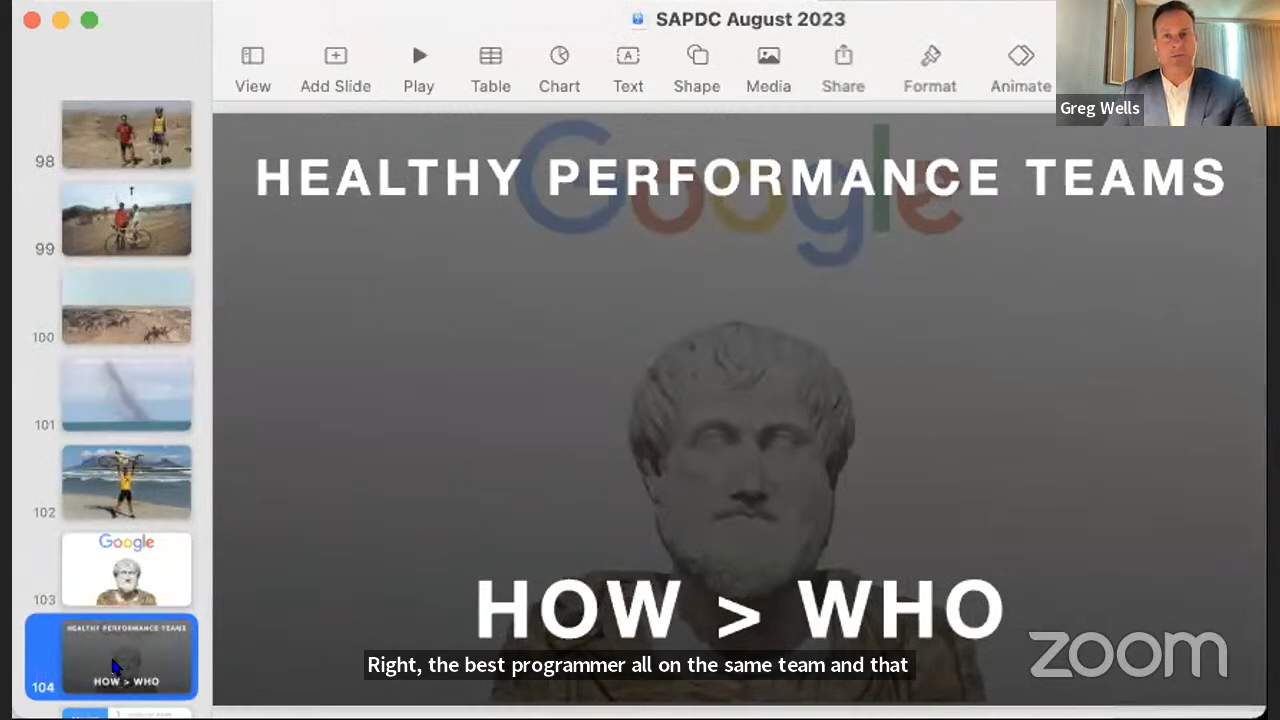 SAPDC August 2023
View
Add Slide
Play
Table
Chart
Text
Shape
Media
Share
Format
Animate
Greg Wells
98
99
100
101
102
Google
103
HEALTHY PERFORMANCE TEAMS
HOW > WHO
104
Google
HEALTHY PERFORMANCE TEAMS
HOW > WHO
Right, the best programmer all on the same team and that
zoom